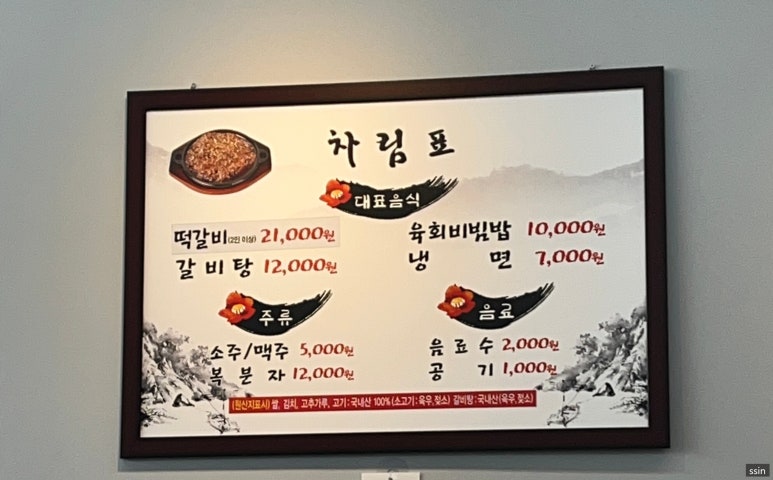 차림표
대표음식
떡갈비(2인 이상) 21,000원
육회비빔밥 10,000원
갈비탕 12,000원
냉면 7,000원
주류
음료
소주/맥주 5,000원
음료수 2,000원
복분자 12,000원
공기 1,000원
(원산지표시) 쌀, 김치, 고추가루, 고기:국내산 100% (소고기:육우,젖소) 갈비탕:국내산(육우,젖소)
ssin